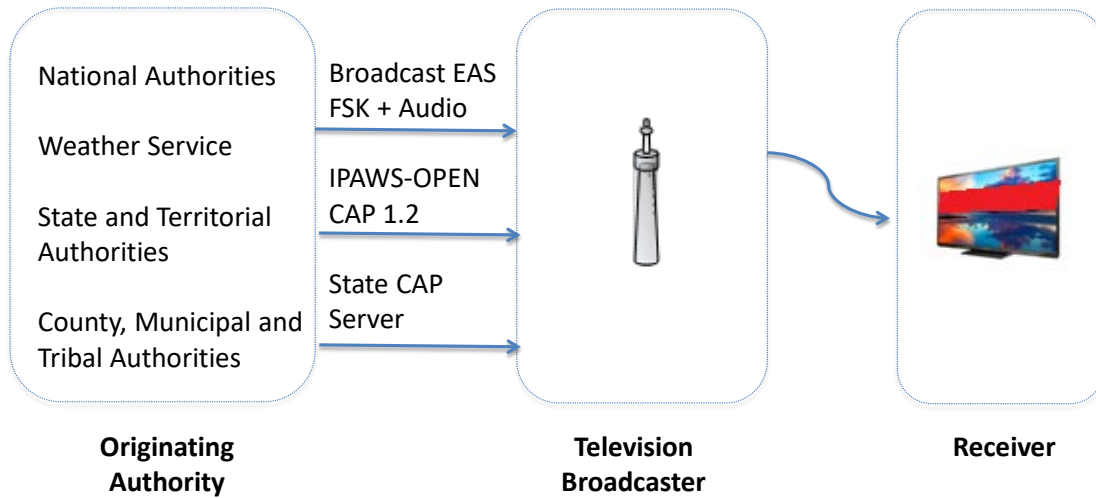 National Authorities
Weather Service
State and Territorial
Authorities
County, Municipal and
Tribal Authorities
Broadcast EAS
FSK + Audio
IPAWS-OPEN
CAP 1.2
State CAP
Server
Originating
Authority
Television
Broadcaster
Receiver